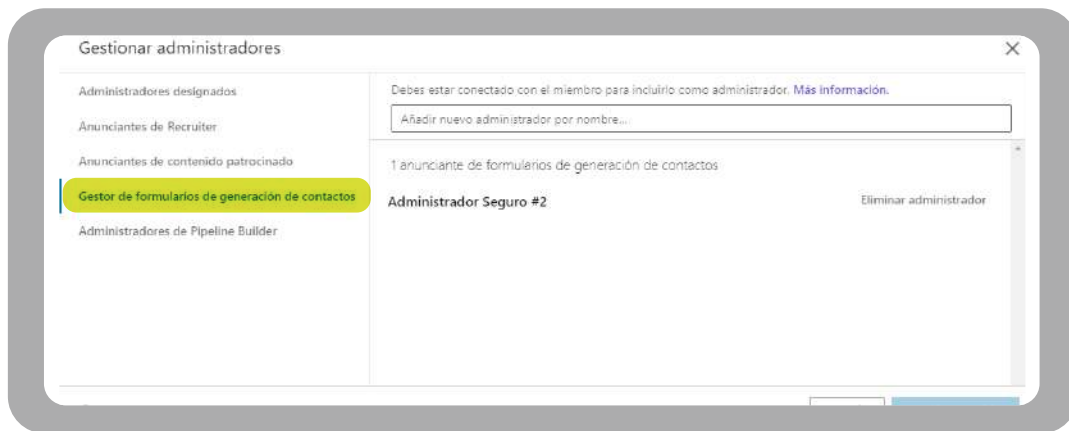 Gestionar administradores
Administradores designados
Anunciantes de Recruiter
Anunciantes de contenido patrocinado
Gestor de formularios de generación de contactos
Administradores de Pipeline Builder
Debes estar conectado con el miembro para incluirlo como administrador. Más información.
Añadir nuevo administrador por nombre...
1 anunciante de formularios de generación de contactos
Administrador Seguro #2
Eliminar administrador